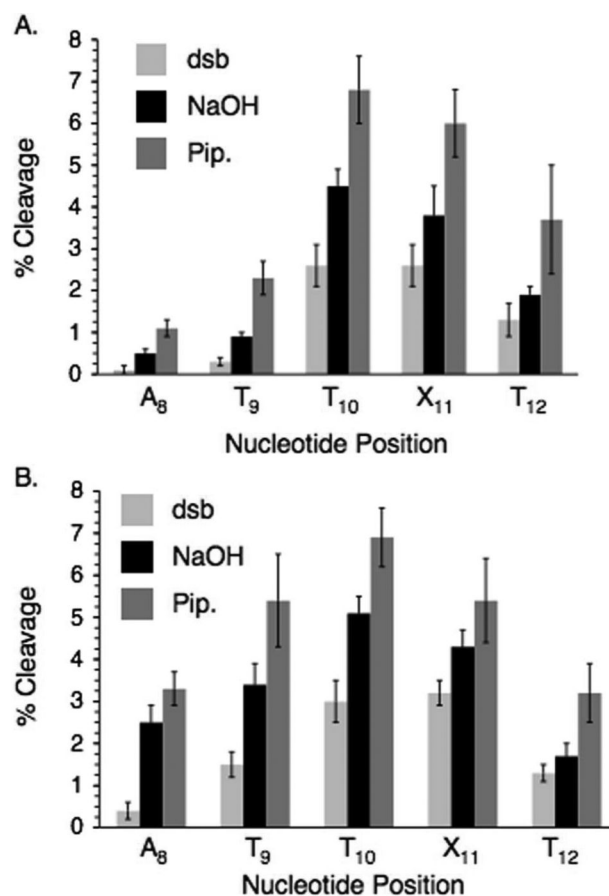 A.
8
7
6
5
4
3
2
1
0
% Cleavage
dsb
NaOH
Pip.
A₈ T₉ T₁₀ X₁₁ T₁₂
Nucleotide Position
B.
8
7
6
5
4
3
2
1
0
% Cleavage
dsb
NaOH
Pip.
A₈ T₉ T₁₀ X₁₁ T₁₂
Nucleotide Position